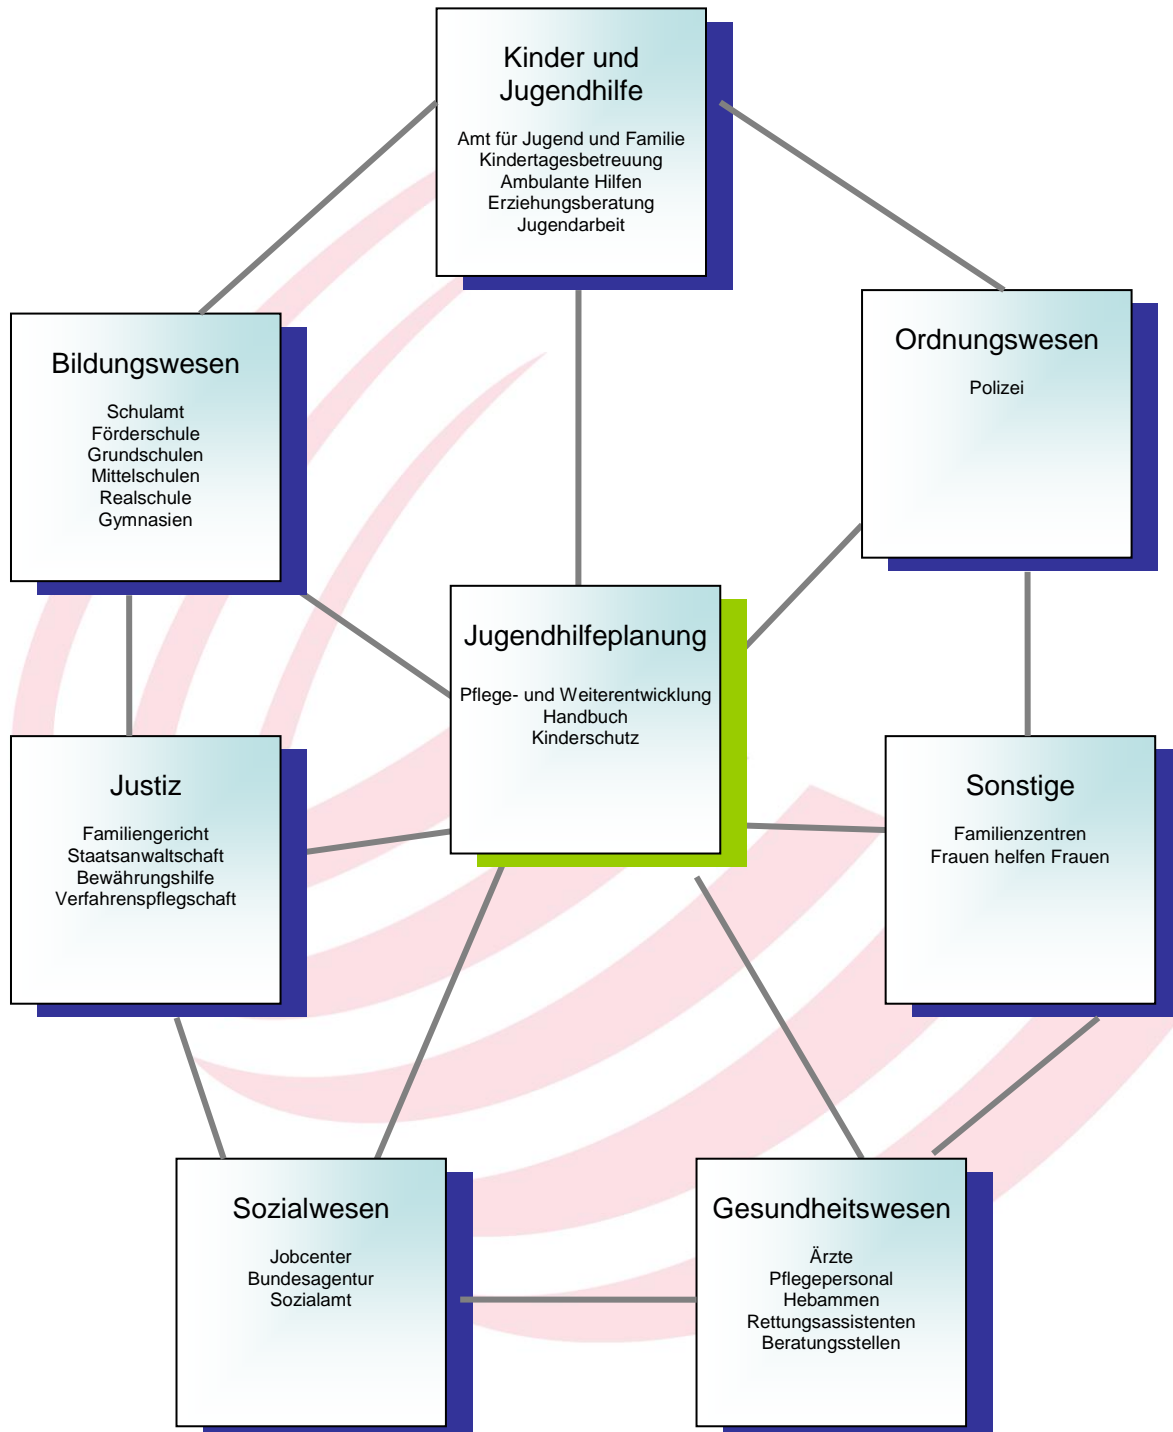 Kinder und
Jugendhilfe
Amt für Jugend und Familie
Kindertagesbetreuung
Ambulante Hilfen
Erziehungsberatung
Jugendarbeit
Ordnungswesen
Polizei
Bildungswesen
Schulamt
Förderschule
Grundschulen
Mittelschulen
Realschule
Gymnasien
Jugendhilfeplanung
Pflege- und Weiterentwicklung
Handbuch
Kinderschutz
Justiz
Familiengericht
Staatsanwaltschaft
Bewährungshilfe
Verfahrenspflegschaft
Sonstige
Familienzentren
Frauen helfen Frauen
Sozialwesen
Jobcenter
Bundesagentur
Sozialamt
Gesundheitswesen
Ärzte
Pflegepersonal
Hebammen
Rettungsassistenten
Beratungsstellen